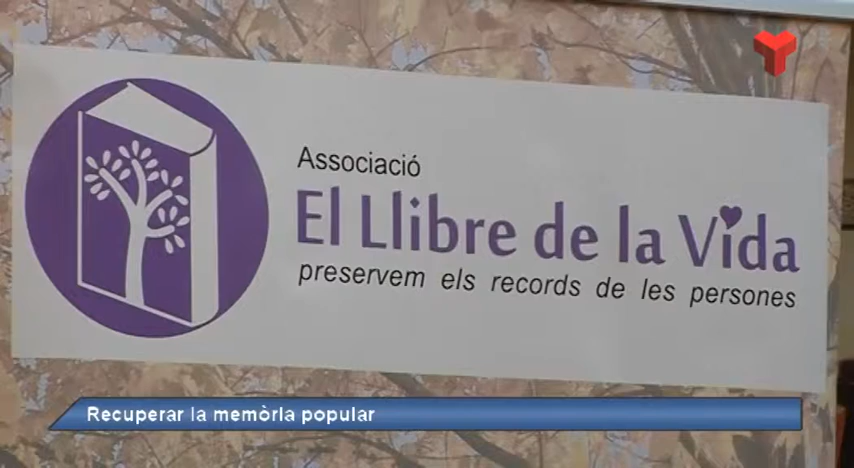 Associació
El Llibre de la Vida
preservem els records de les persones
Recuperar la memòria popular